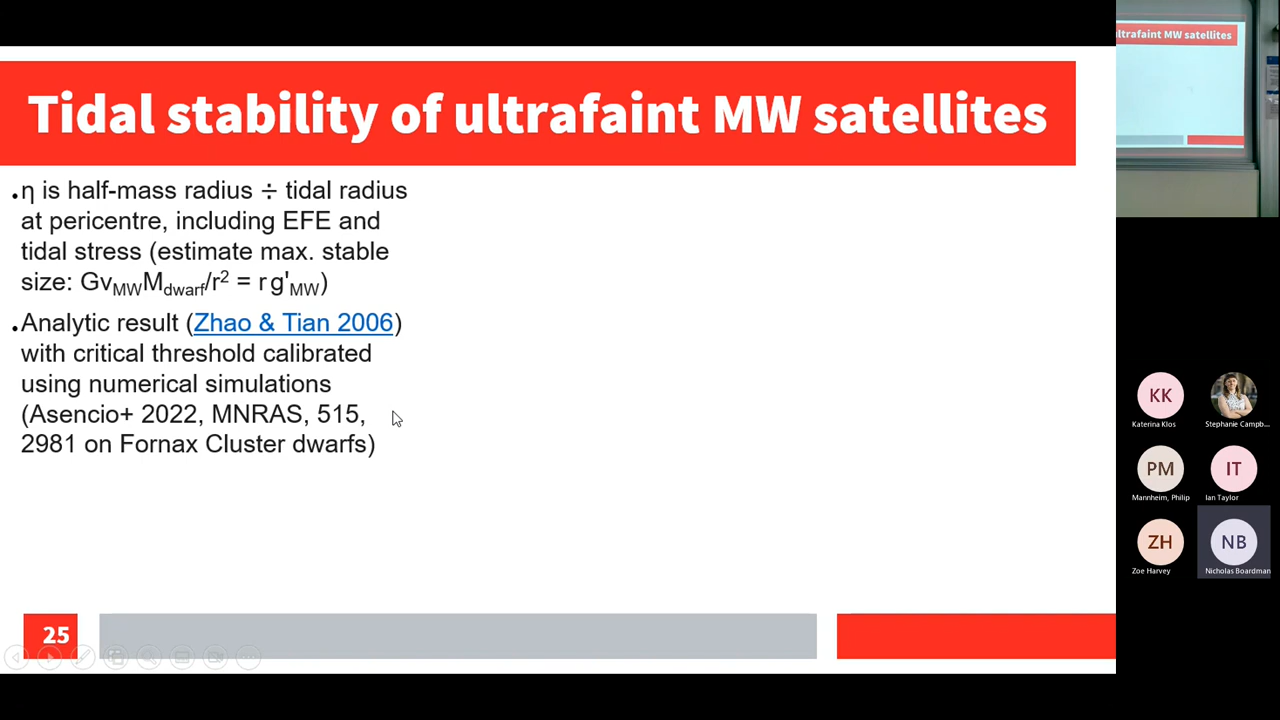 Tidal stability of ultrafaint MW satellites
.η is half-mass radius ÷ tidal radius
at pericentre, including EFE and
tidal stress (estimate max. stable
size: GvMWMdwarf/r² = r g'MW)
.Analytic result (Zhao & Tian 2006)
with critical threshold calibrated
using numerical simulations
(Asencio+ 2022, MNRAS, 515,
2981 on Fornax Cluster dwarfs)
25
ultrafaint MW satellites
KK
Katerina Klos
Stephanie Campb...
PM
Mannheim, Philip
IT
Ian Taylor
ZH
Zoe Harvey
NB
Nicholas Boardman